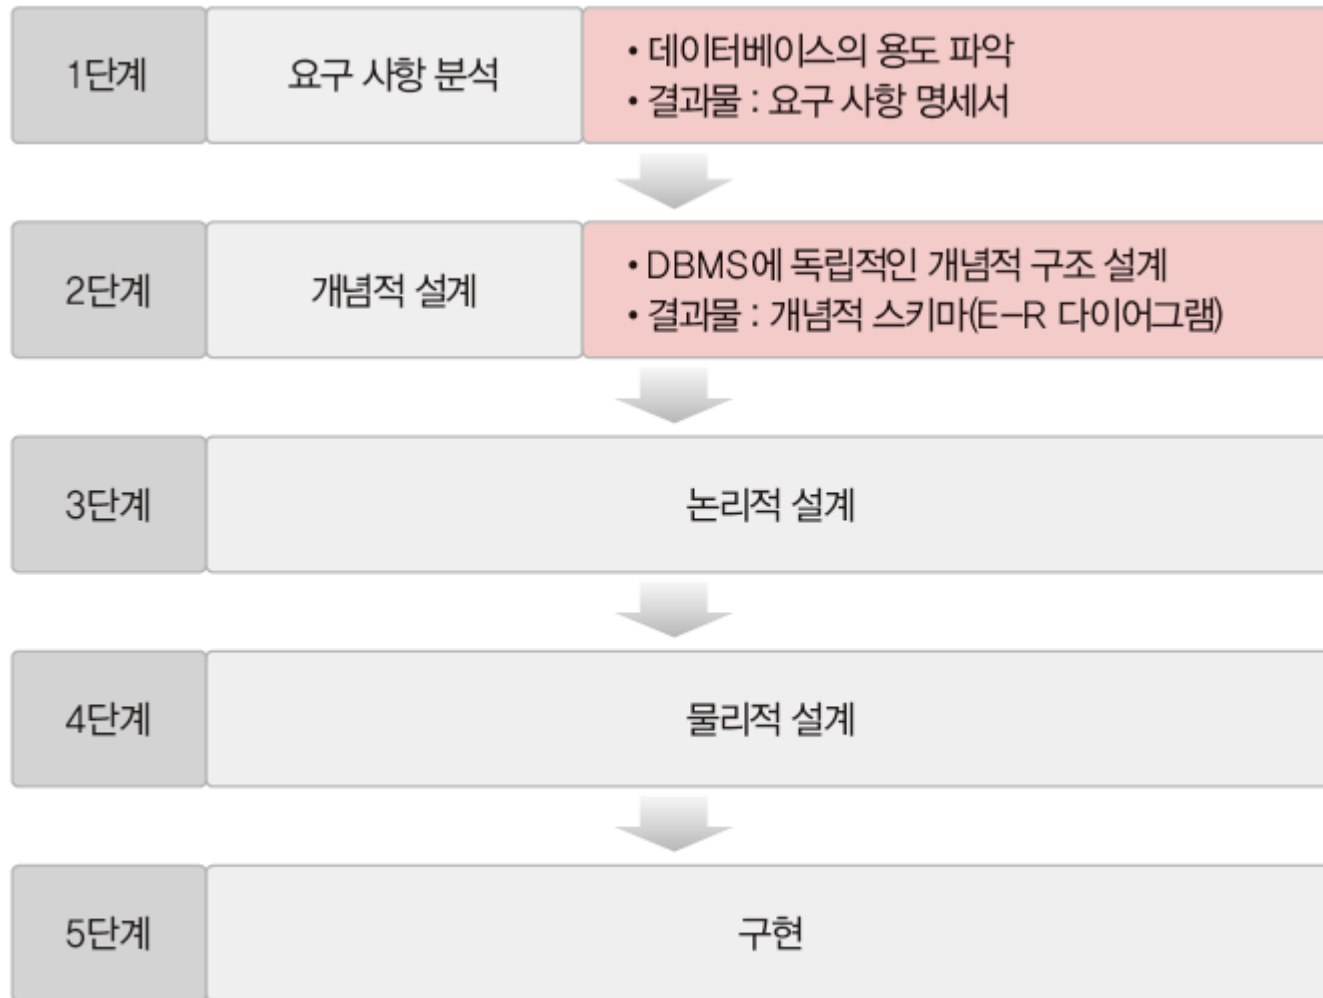 1단계
요구 사항 분석
• 데이터베이스의 용도 파악
• 결과물 : 요구 사항 명세서
2단계
개념적 설계
• DBMS에 독립적인 개념적 구조 설계
• 결과물 : 개념적 스키마(E-R 다이어그램)
3단계
논리적 설계
4단계
물리적 설계
5단계
구현